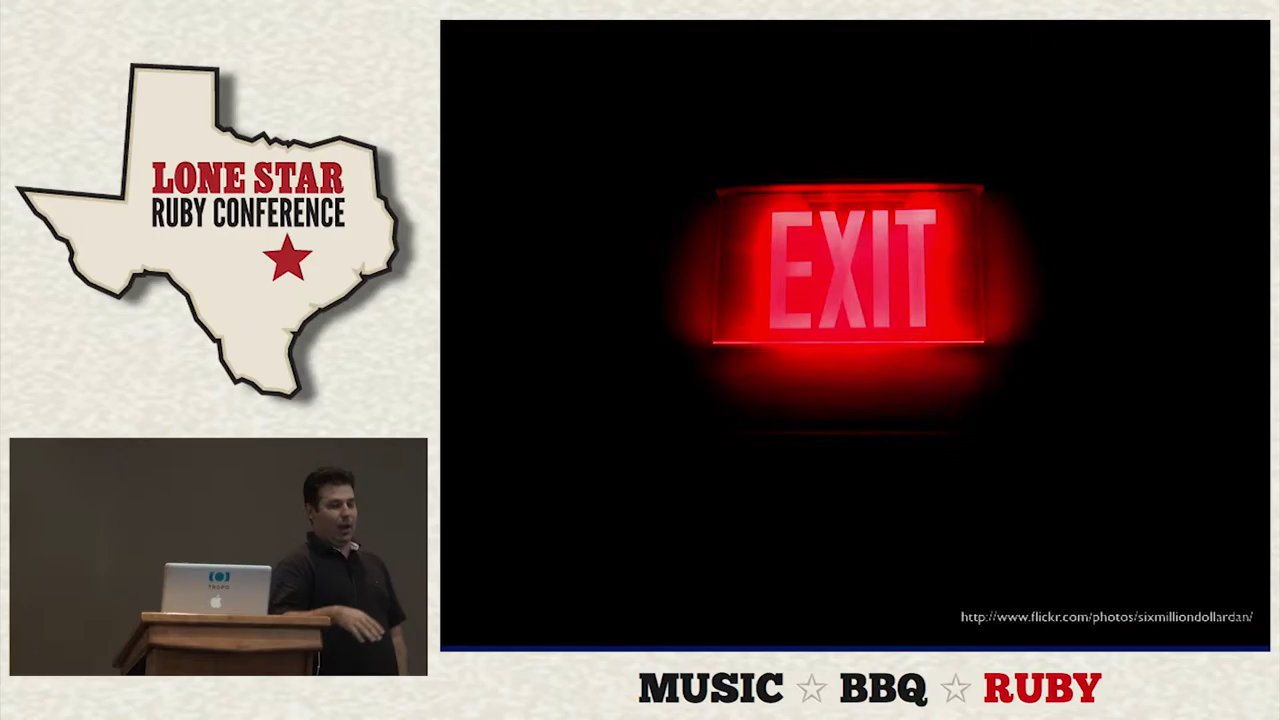 LONE STAR
RUBY CONFERENCE
EXIT
http://www.flickr.com/photos/sixmilliondollardan/
MUSIC ☆ BBQ ☆ RUBY